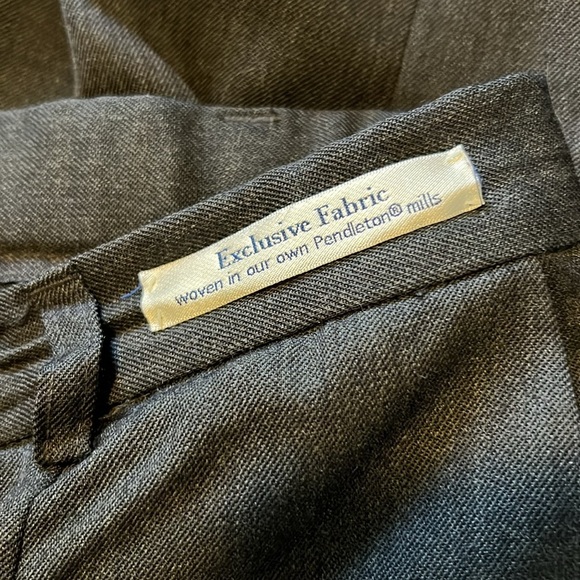 Exclusive Fabric
woven in our own Pendleton® mills